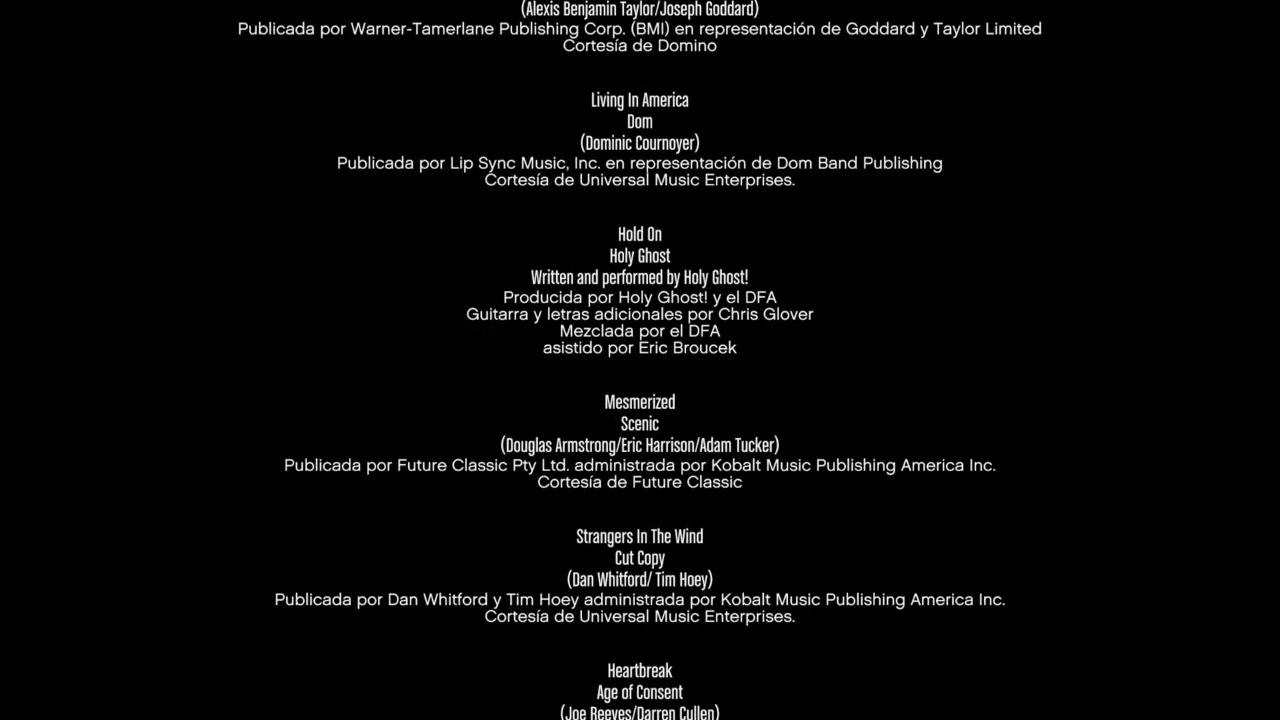 (Alexis Benjamin Taylor/Joseph Goddard)
Publicada por Warner-Tamerlane Publishing Corp. (BMI) en representación de Goddard y Taylor Limited
Cortesía de Domino
Living In America
Dom
(Dominic Cournoyer)
Publicada por Lip Sync Music, Inc. en representación de Dom Band Publishing
Cortesía de Universal Music Enterprises.
Hold On
Holy Ghost
Written and performed by Holy Ghost!
Producida por Holy Ghost! y el DFA
Guitarra y letras adicionales por Chris Glover
Mezclada por el DFA
asistido por Eric Broucek
Mesmerized
Scenic
(Douglas Armstrong/Eric Harrison/Adam Tucker)
Publicada por Future Classic Pty Ltd. administrada por Kobalt Music Publishing America Inc.
Cortesía de Future Classic
Strangers In The Wind
Cut Copy
(Dan Whitford/ Tim Hoey)
Publicada por Dan Whitford y Tim Hoey administrada por Kobalt Music Publishing America Inc.
Cortesía de Universal Music Enterprises.
Heartbreak
Age of Consent
(Joe Reeves/Darren Cullen)